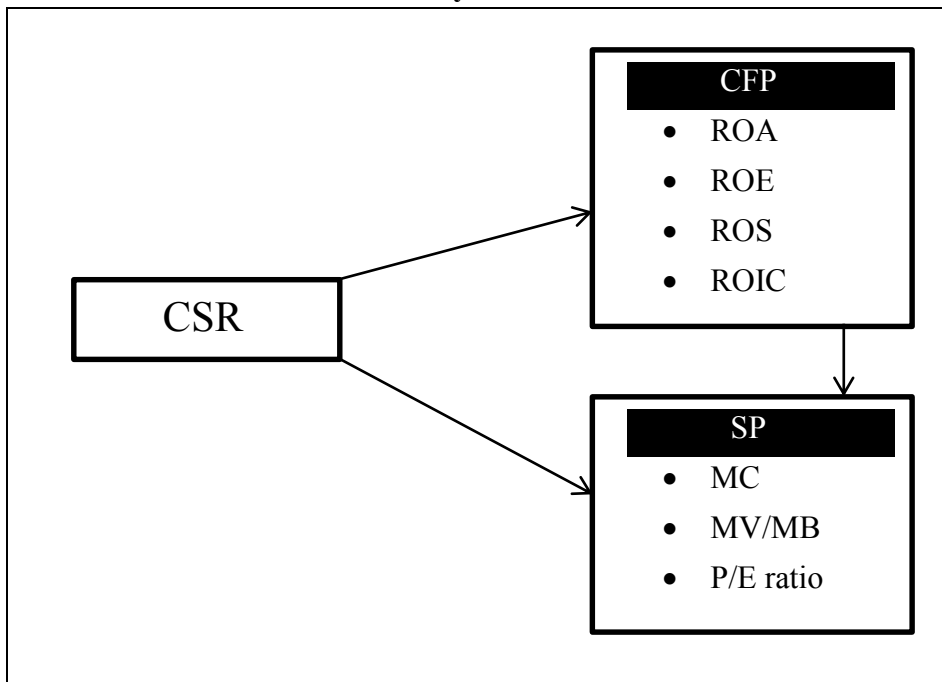 CFP
• ROA
• ROE
• ROS
• ROIC
CSR
SP
• MC
• MV/MB
• P/E ratio